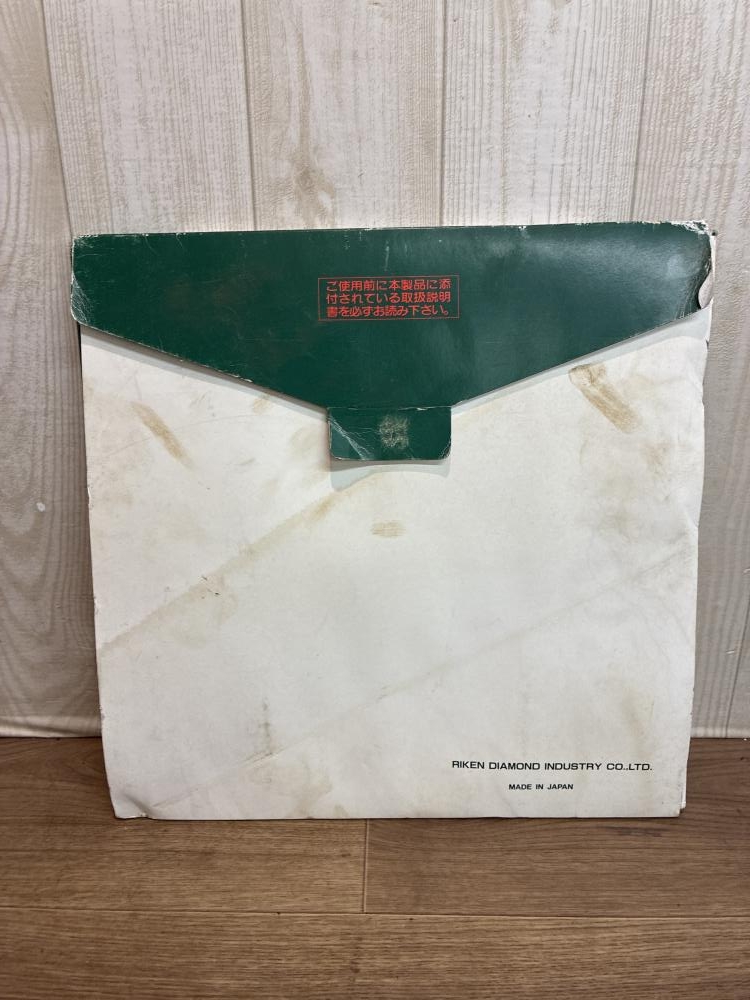 ご使用前に本製品に添
付されている取扱説明
書を必ずお読み下さい。
RIKEN DIAMOND INDUSTRY CO.,LTD.
MADE IN JAPAN